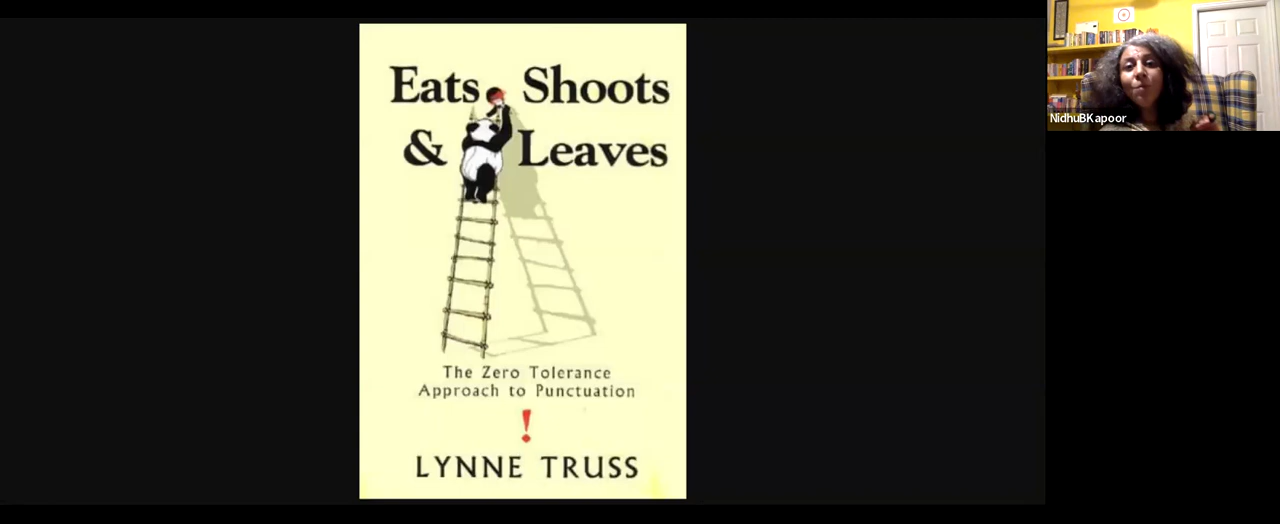 Eats, Shoots
& Leaves
The Zero Tolerance
Approach to Punctuation
!
LYNNE TRUSS
NidhuBKapoor